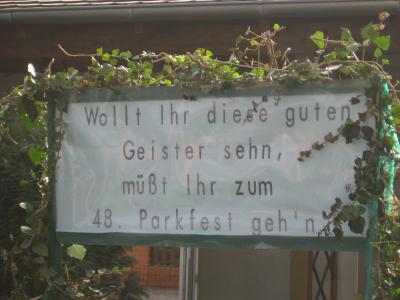 Wollt Ihr diese guten
Geister sehn,
müßt Ihr zum
48. Parkfest geh'n.